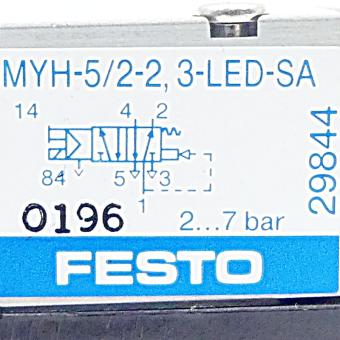 MYH-5/2-2,3-LED-SA
14 4 2
84 5 3
1
0196 2...7 bar
29844
FESTO